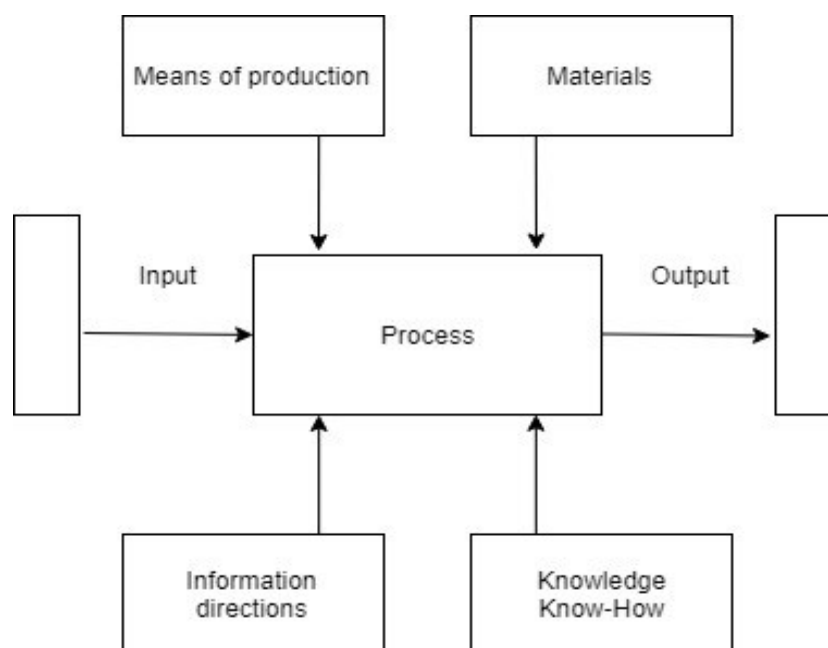 Means of production
Materials
Input
Output
Process
Information
directions
Knowledge
Know-How